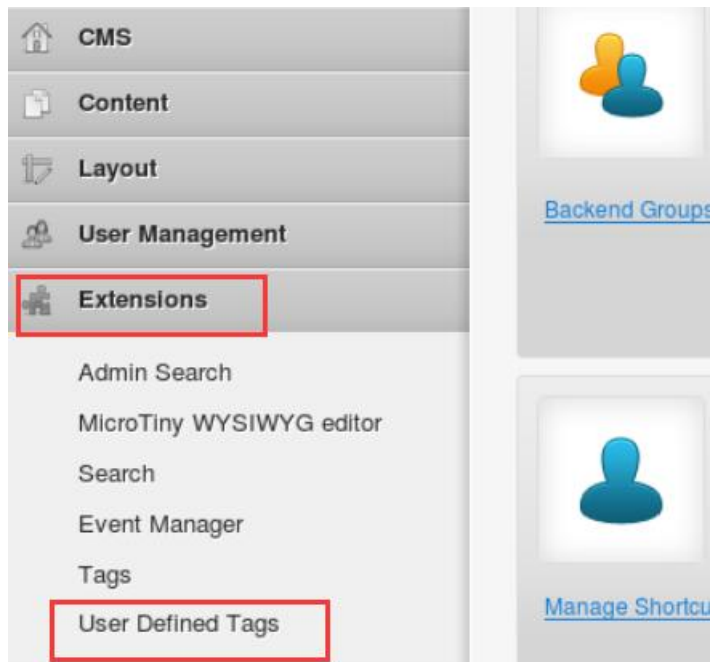 CMS
Content
Layout
User Management
Extensions
Admin Search
MicroTiny WYSIWYG editor
Search
Event Manager
Tags
User Defined Tags
Backend Groups
Manage